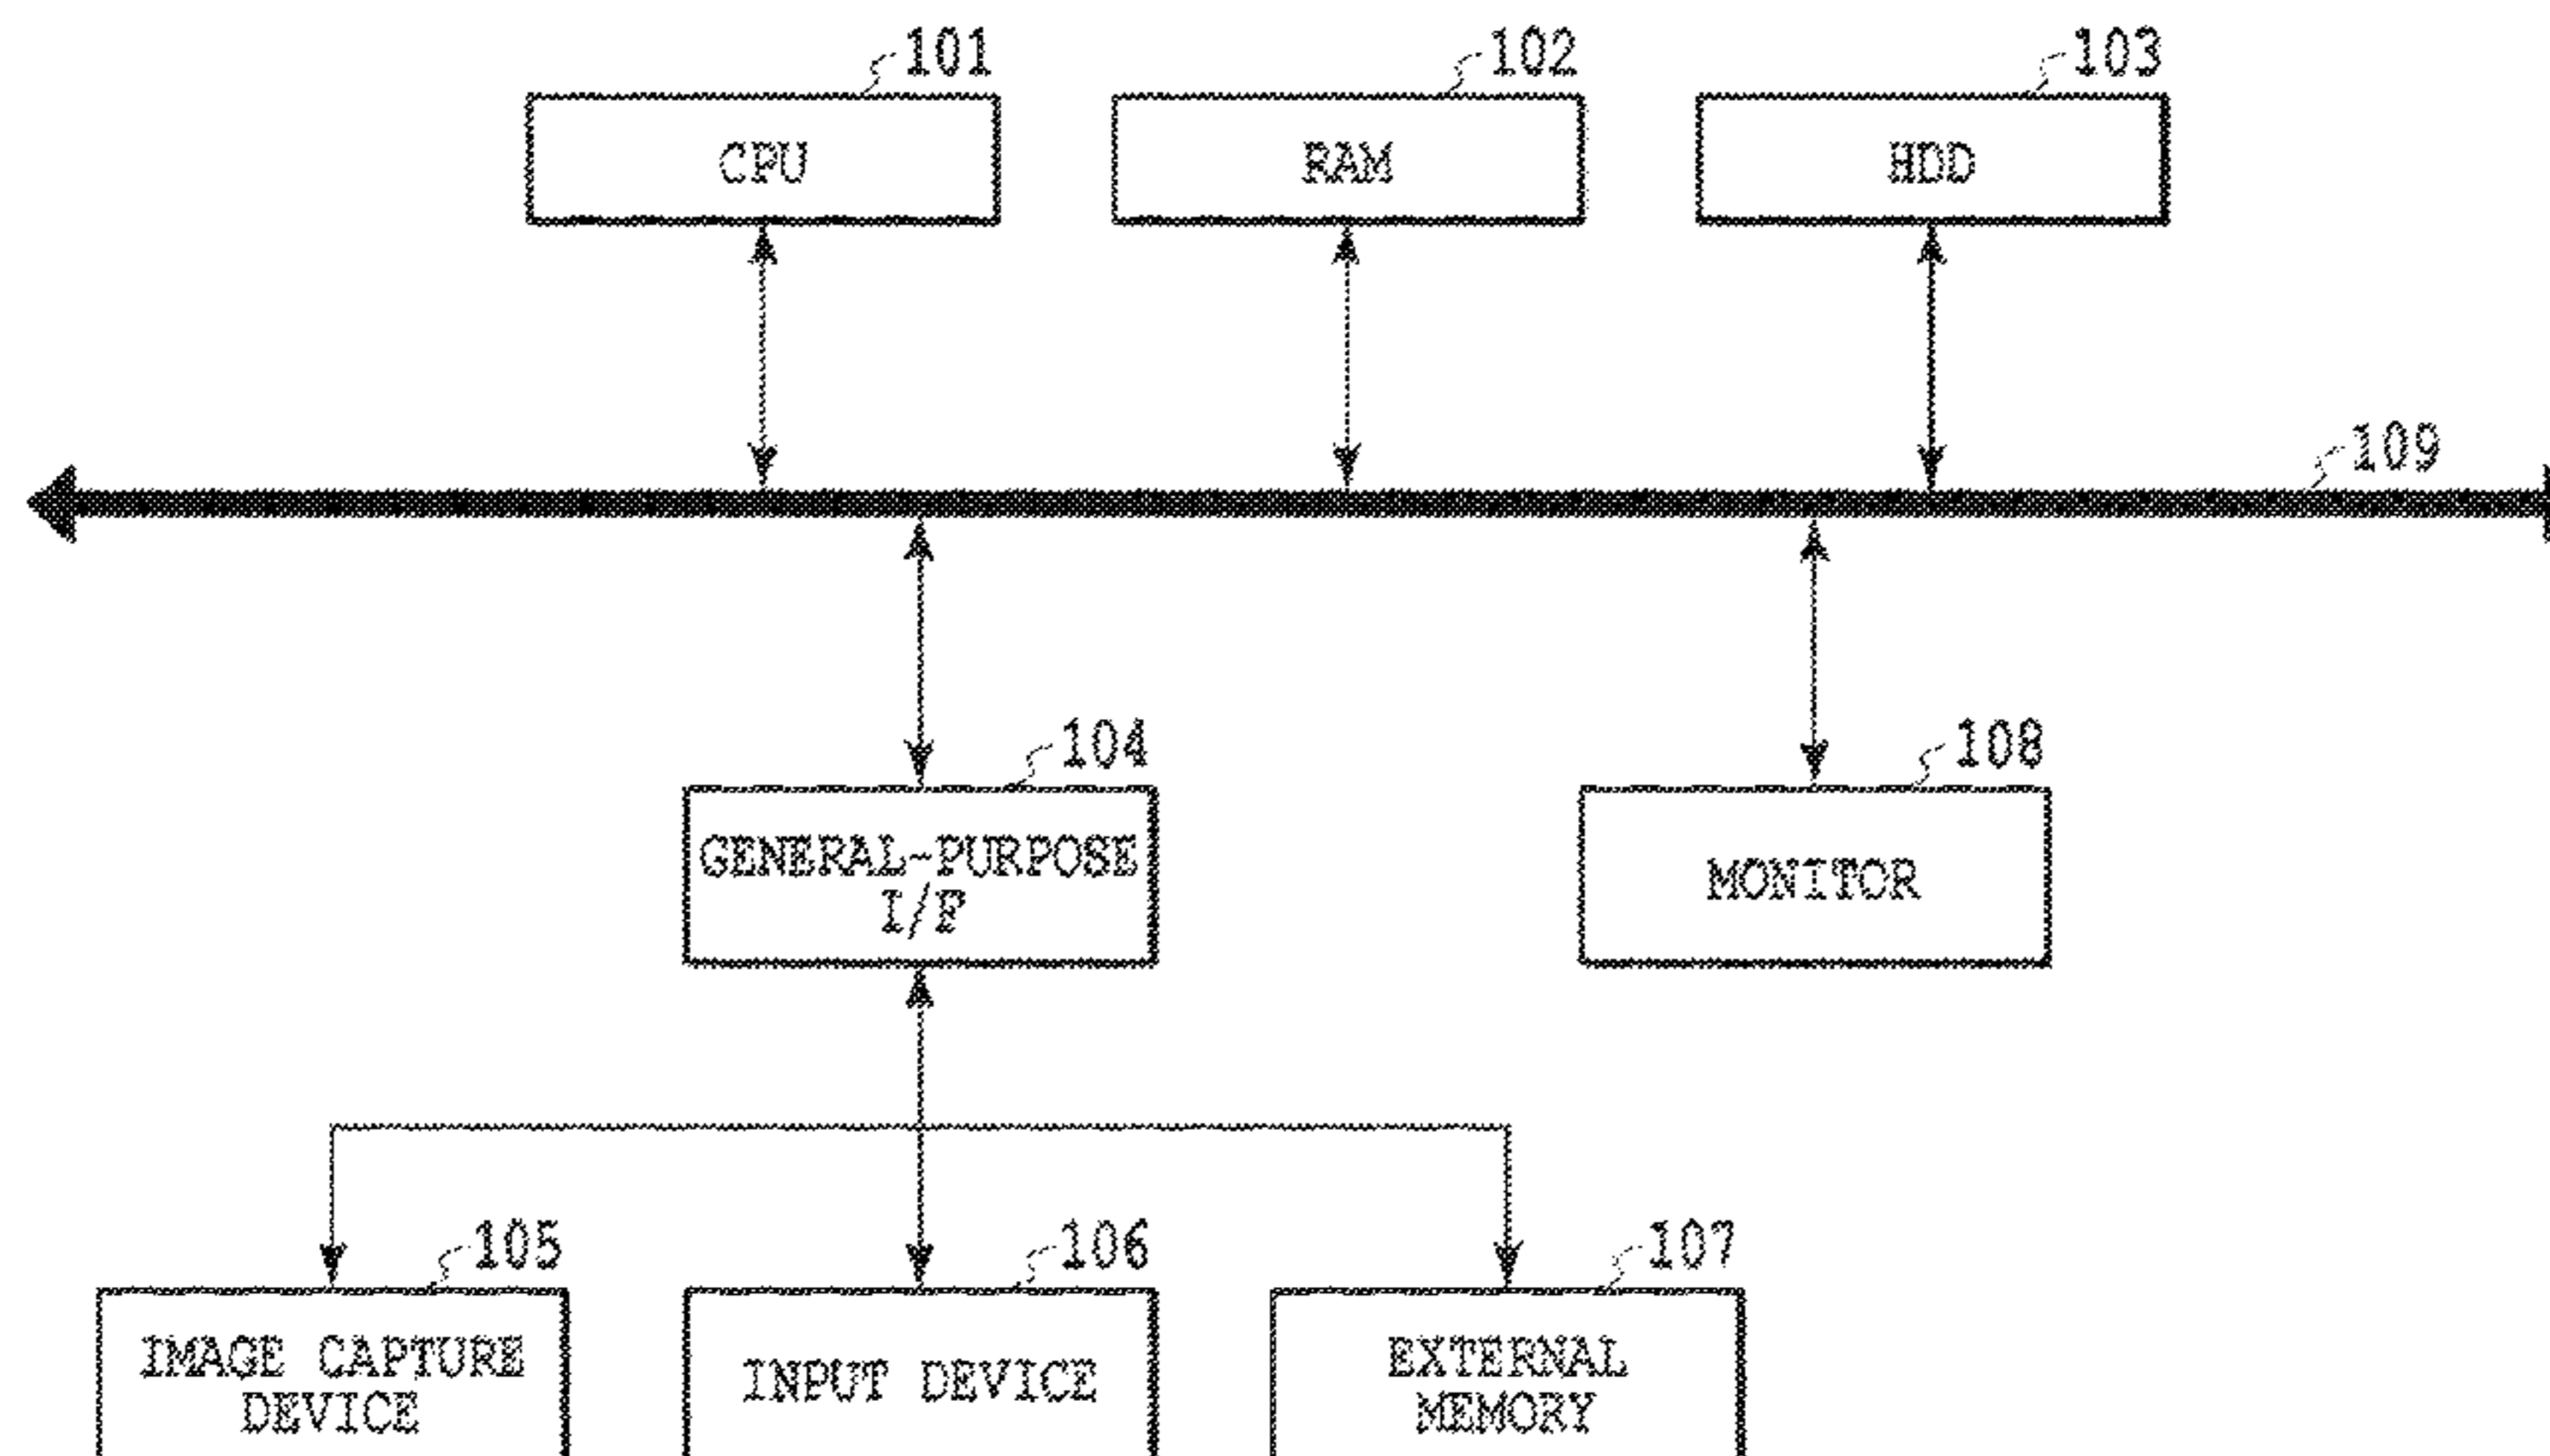 101
102
103
CPU
RAM
HDD
109
104
108
GENERAL-PURPOSE
I/F
MONITOR
105
106
107
IMAGE CAPTURE
DEVICE
INPUT DEVICE
EXTERNAL
MEMORY